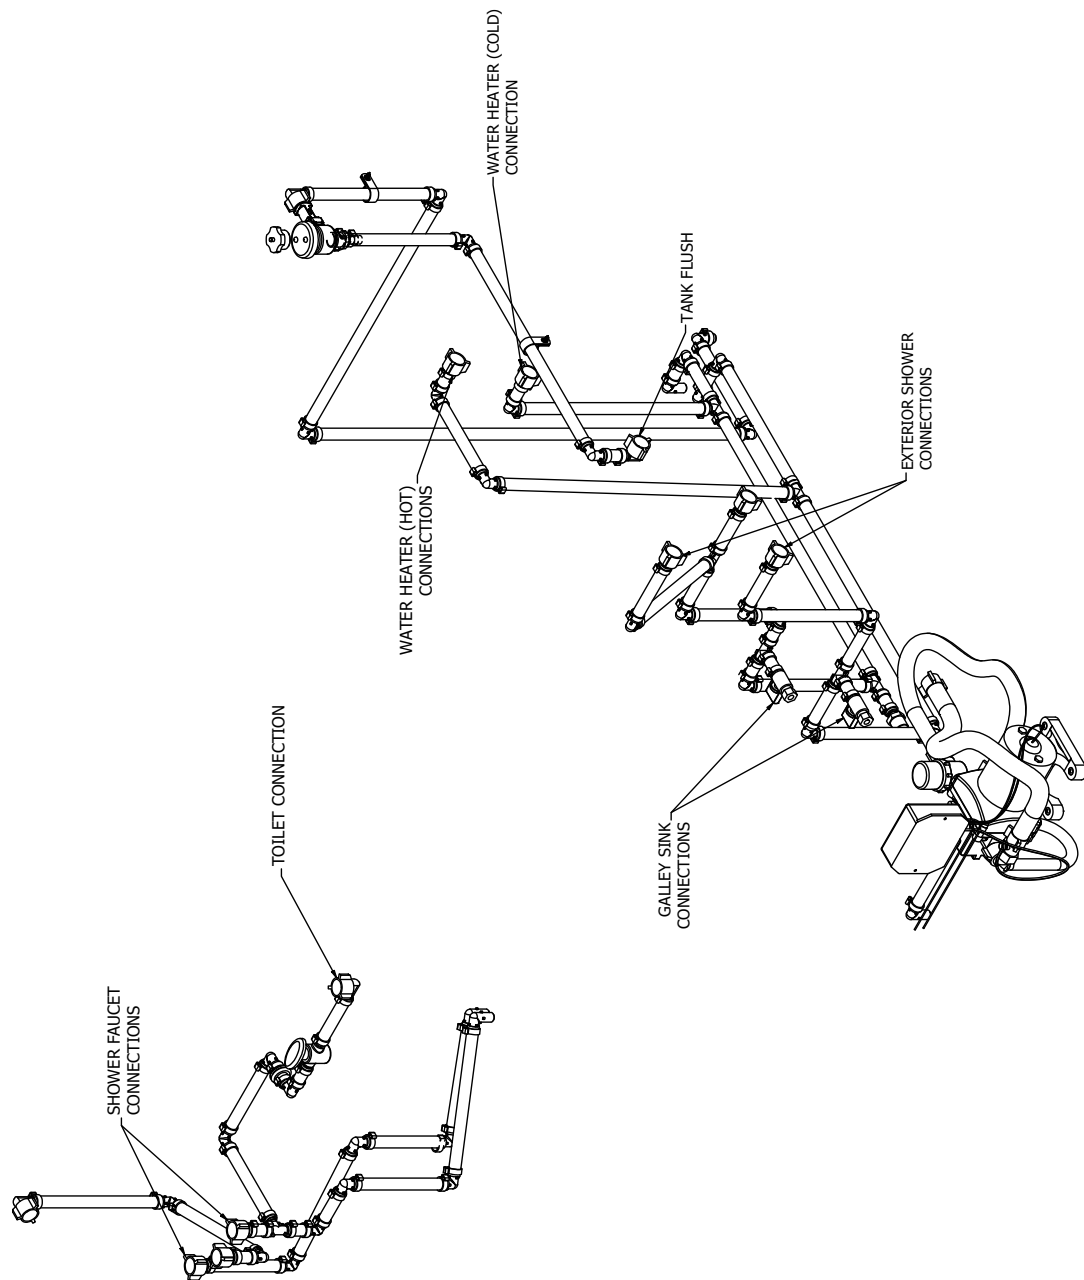 SHOWER FAUCET
CONNECTIONS
TOILET CONNECTION
GALLEY SINK
CONNECTIONS
WATER HEATER (HOT)
CONNECTIONS
WATER HEATER (COLD)
CONNECTION
TANK FLUSH
EXTERIOR SHOWER
CONNECTIONS